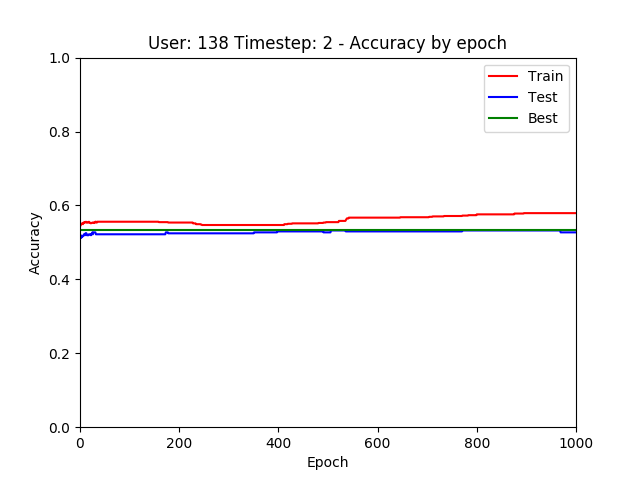 User: 138 Timestep: 2 - Accuracy by epoch
Train
Test
Best
Accuracy
1.0
0.8
0.6
0.4
0.2
0.0
0 200 400 600 800 1000
Epoch